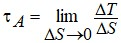 τ_A = lim_{ΔS→0} ΔT/ΔS